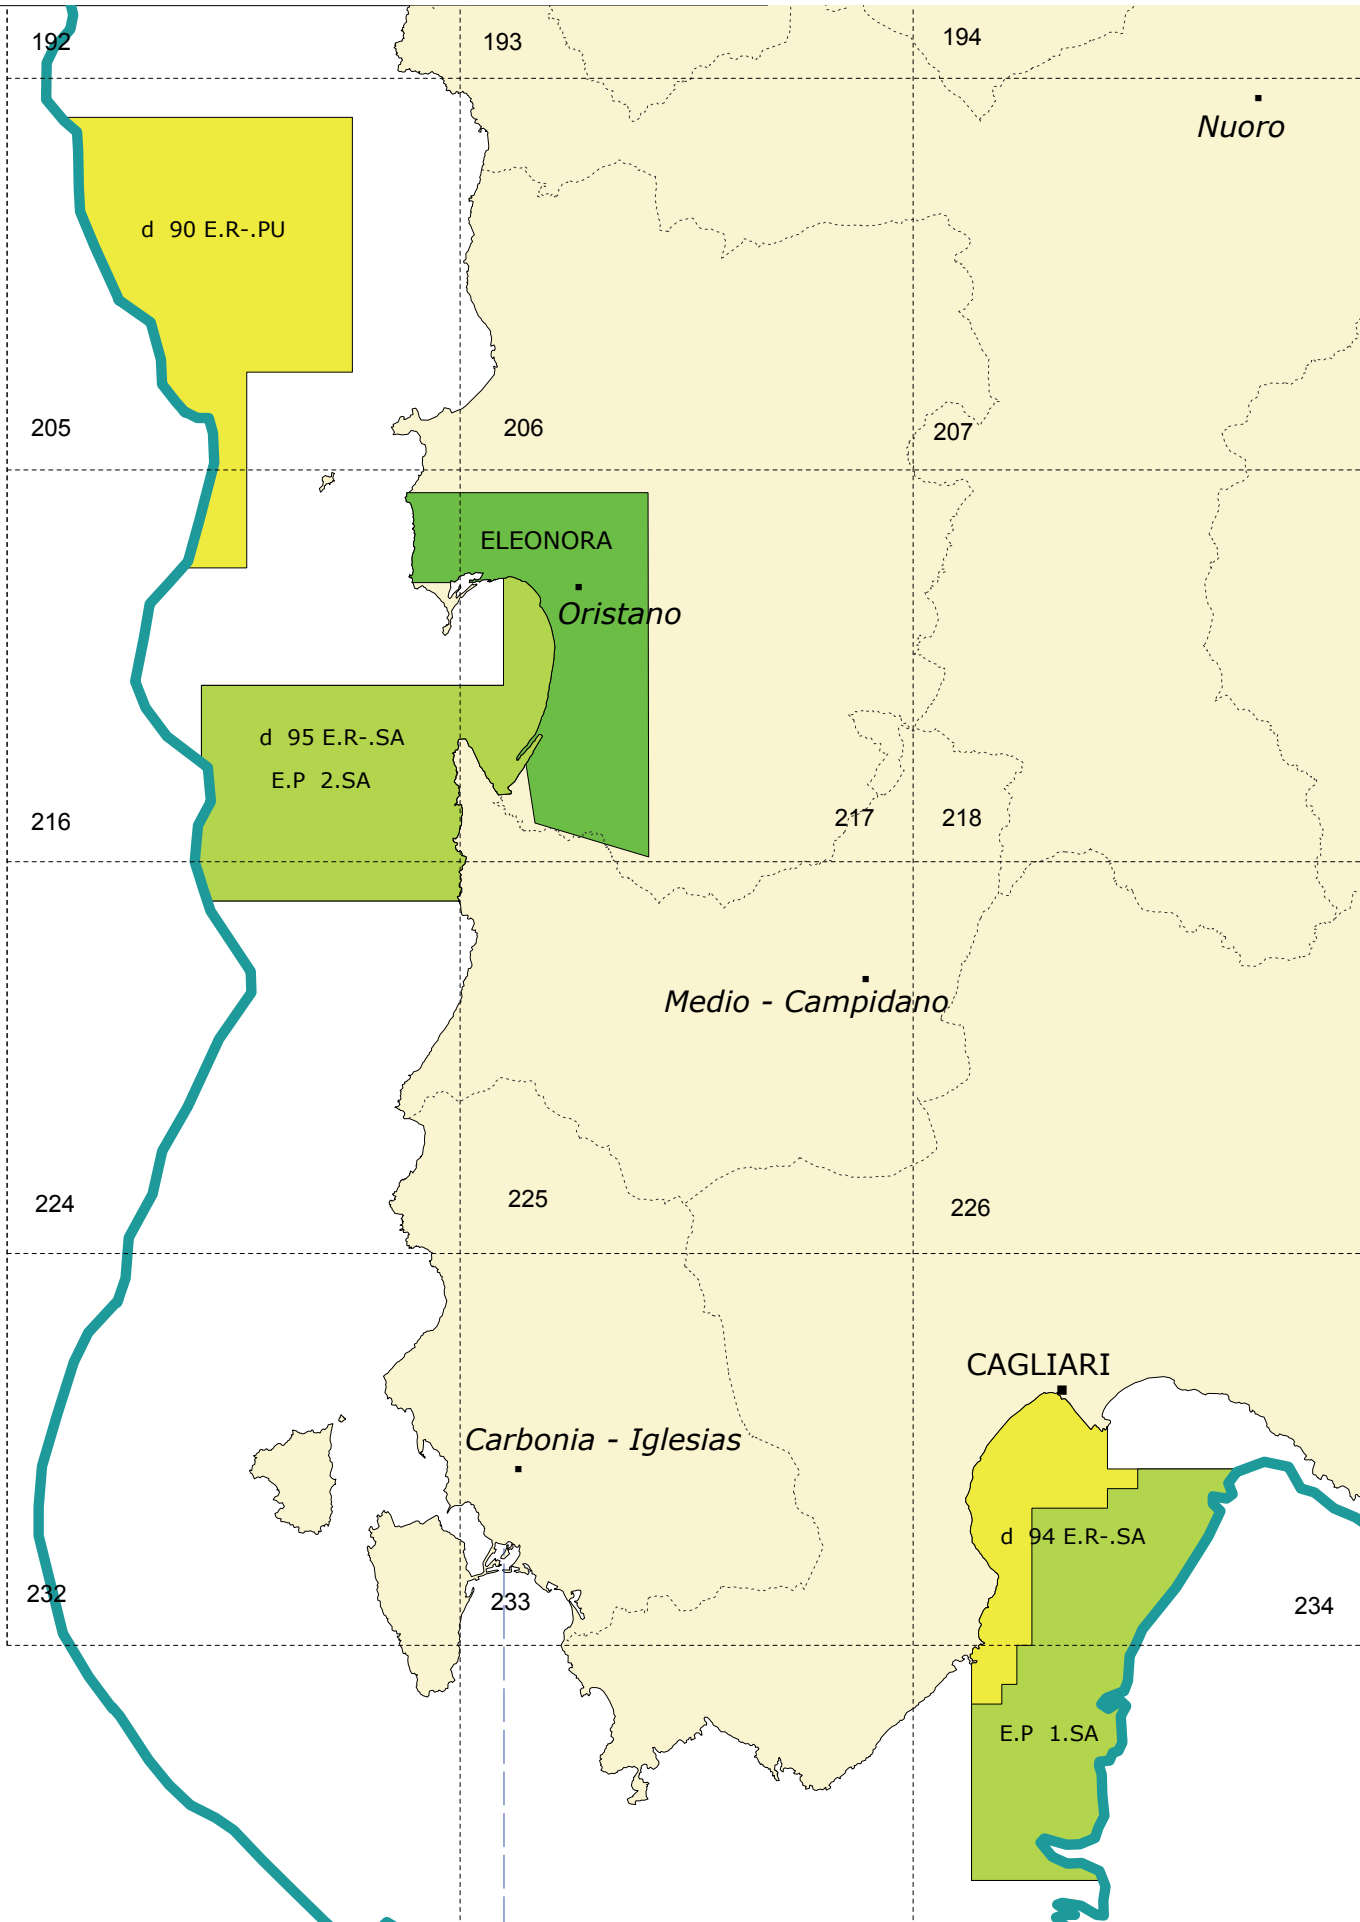 192
193
194
Nuoro
d 90 E.R-.PU
205
206
207
ELEONORA
Oristano
d 95 E.R-.SA
E.P 2.SA
216
217
218
Medio - Campidano
224
225
226
CAGLIARI
Carbonia - Iglesias
d 94 E.R-.SA
232
233
234
E.P 1.SA